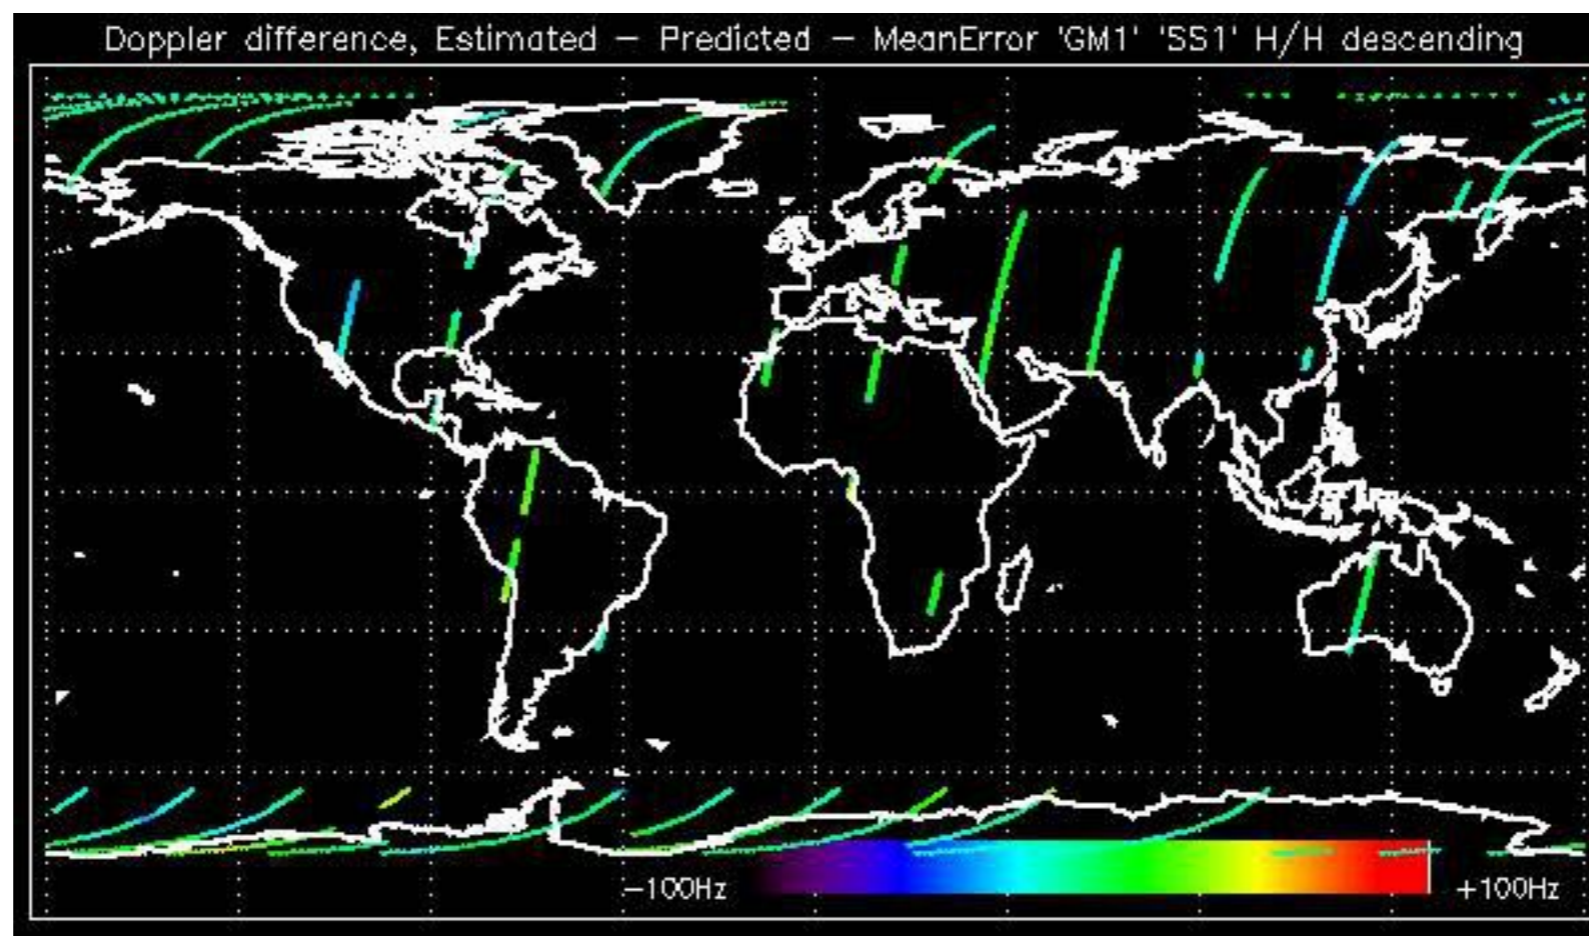 Doppler difference, Estimated − Predicted − MeanError 'GM1' 'SS1' H/H descending
−100Hz
+100Hz